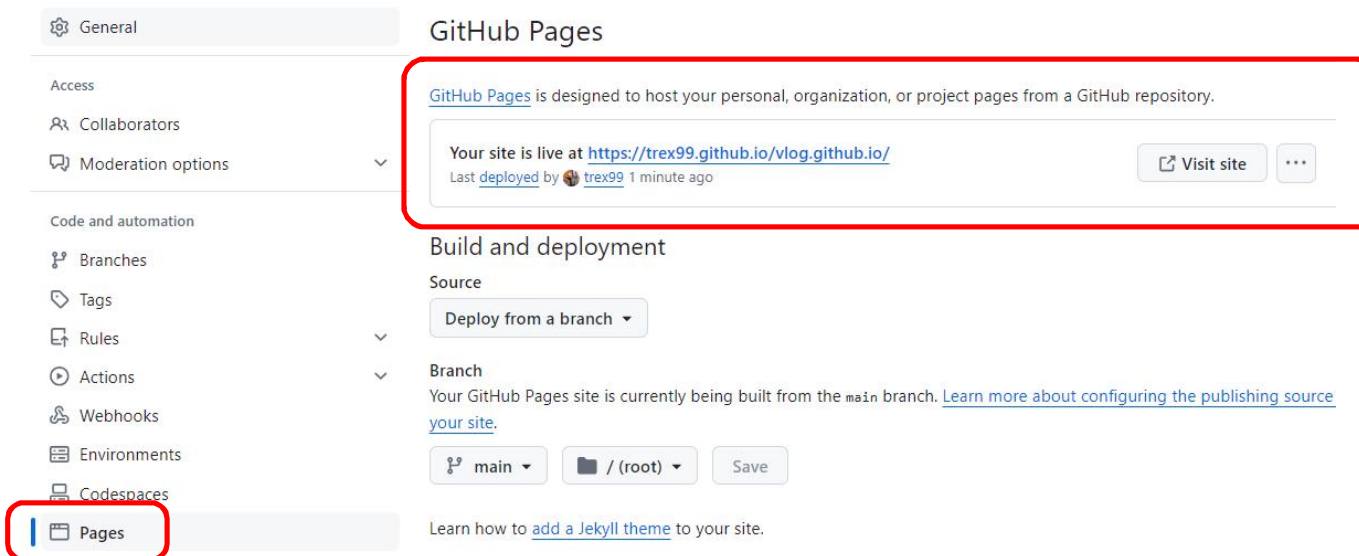 General
Access
Collaborators
Moderation options
Code and automation
Branches
Tags
Rules
Actions
Webhooks
Environments
Codespaces
Pages
GitHub Pages
GitHub Pages is designed to host your personal, organization, or project pages from a GitHub repository.
Your site is live at https://trex99.github.io/vlog.github.io/
Last deployed by trex99 1 minute ago
Visit site
...
Build and deployment
Source
Deploy from a branch
Branch
Your GitHub Pages site is currently being built from the main branch. Learn more about configuring the publishing source
your site.
main
/ (root)
Save
Learn how to add a Jekyll theme to your site.